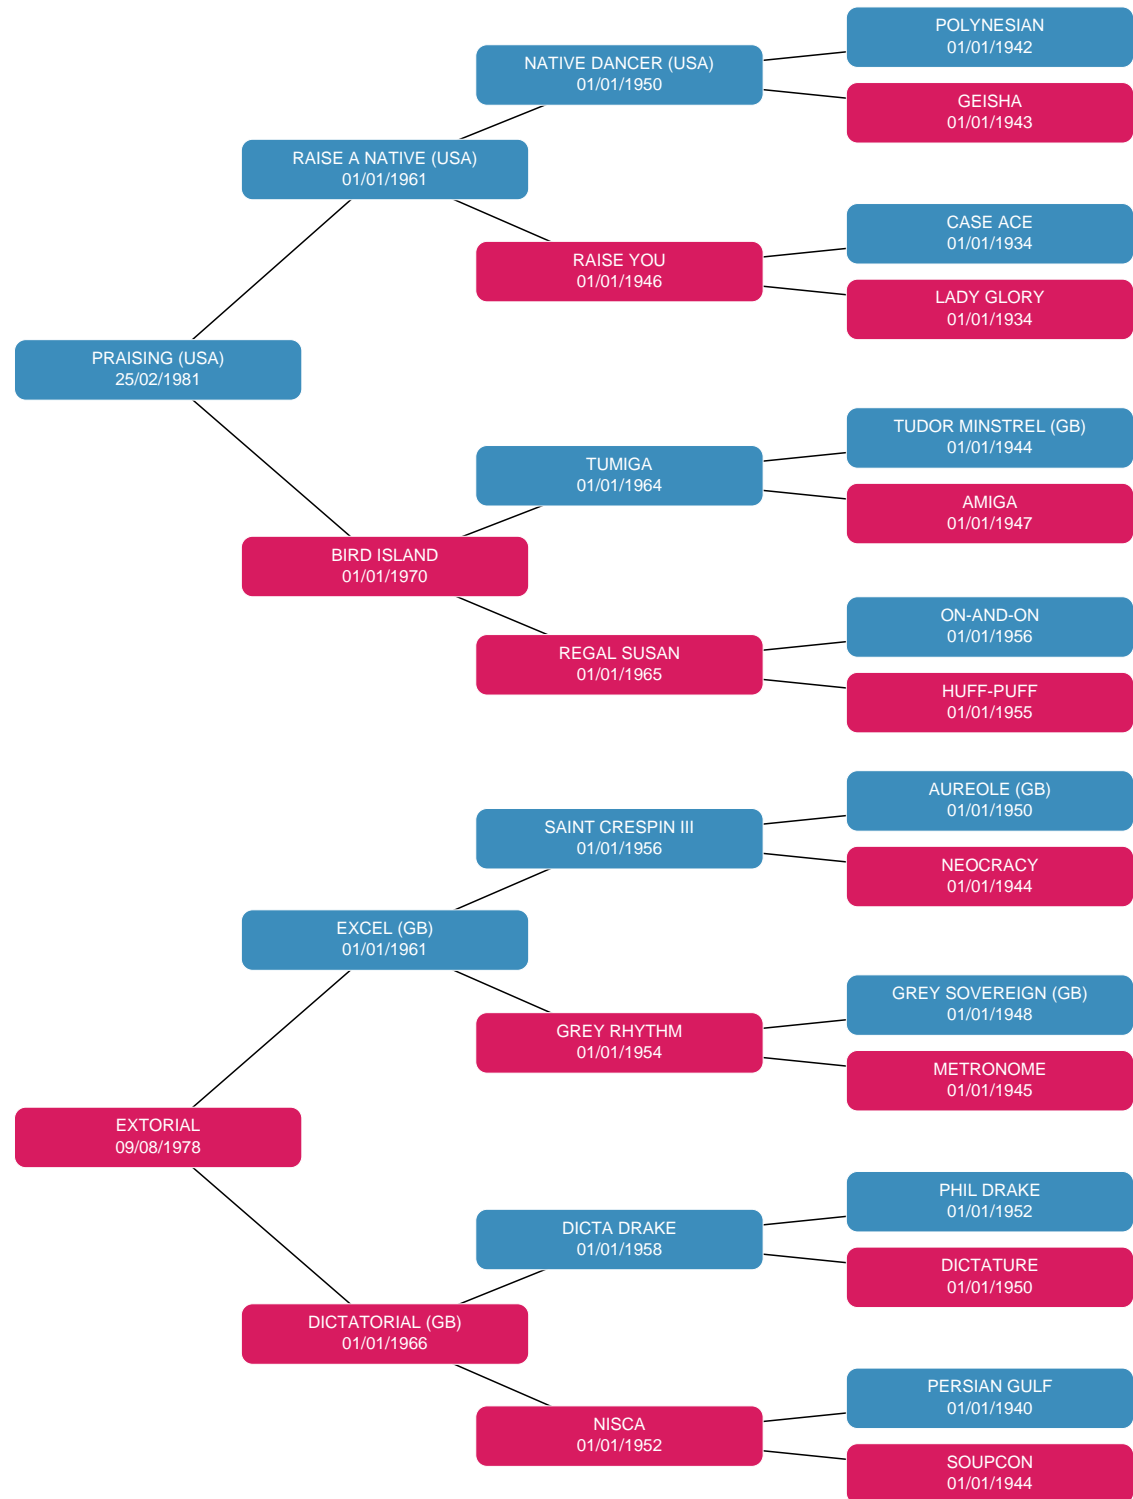 POLYNESIAN
01/01/1942
NATIVE DANCER (USA)
01/01/1950
GEISHA
01/01/1943
RAISE A NATIVE (USA)
01/01/1961
CASE ACE
01/01/1934
RAISE YOU
01/01/1946
LADY GLORY
01/01/1934
PRAISING (USA)
25/02/1981
TUDOR MINSTREL (GB)
01/01/1944
TUMIGA
01/01/1964
AMIGA
01/01/1947
BIRD ISLAND
01/01/1970
ON-AND-ON
01/01/1956
REGAL SUSAN
01/01/1965
HUFF-PUFF
01/01/1955
AUREOLE (GB)
01/01/1950
SAINT CRESPIN III
01/01/1956
NEOCRACY
01/01/1944
EXCEL (GB)
01/01/1961
GREY SOVEREIGN (GB)
01/01/1948
GREY RHYTHM
01/01/1954
METRONOME
01/01/1945
EXTORIAL
09/08/1978
PHIL DRAKE
01/01/1952
DICTA DRAKE
01/01/1958
DICTATURE
01/01/1950
DICTATORIAL (GB)
01/01/1966
PERSIAN GULF
01/01/1940
NISCA
01/01/1952
SOUPCON
01/01/1944